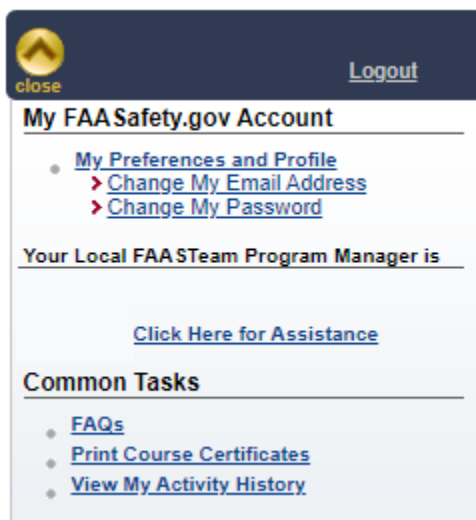 close
Logout
My FAASafety.gov Account
My Preferences and Profile
Change My Email Address
Change My Password
Your Local FAASTeam Program Manager is
Click Here for Assistance
Common Tasks
FAQs
Print Course Certificates
View My Activity History